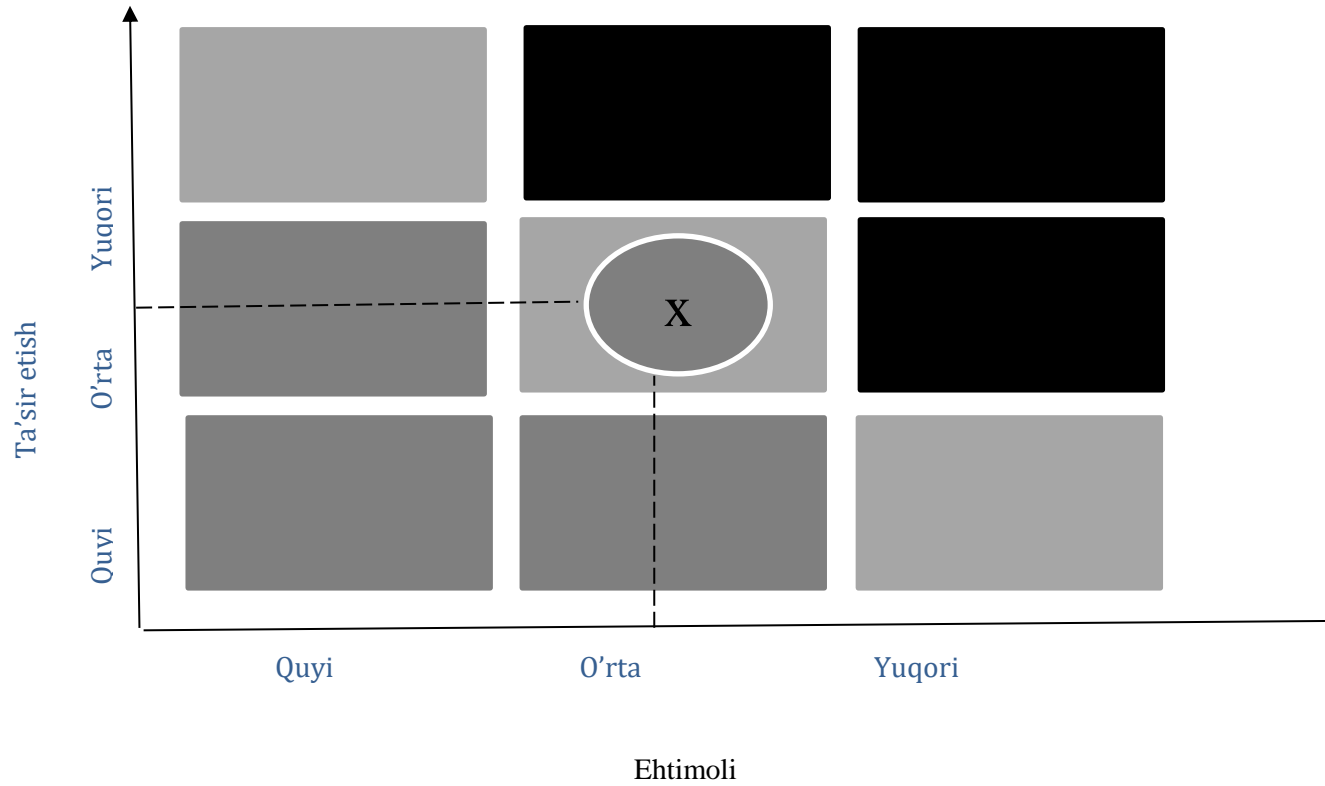 Yuqori
O’rta
Quyi
Ta’sir etish
X
Quyi
O’rta
Yuqori
Ehtimoli